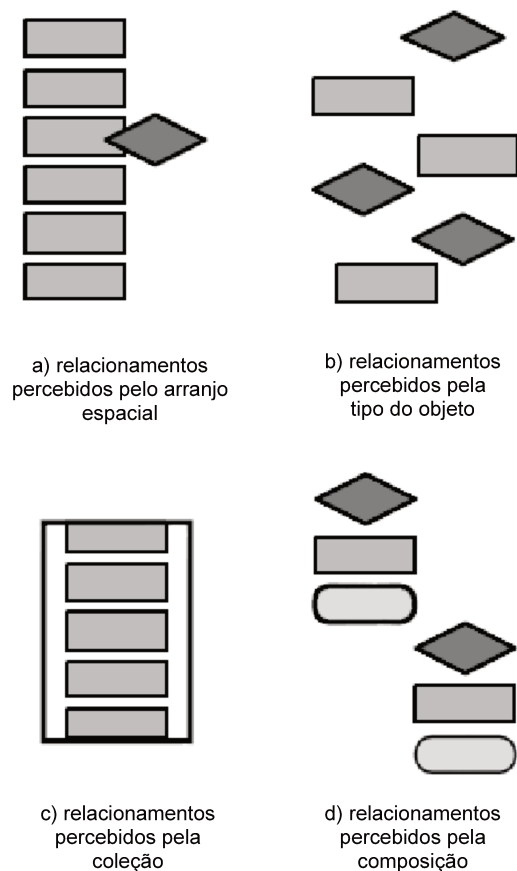 a) relacionamentos
percebidos pelo arranjo
espacial
b) relacionamentos
percebidos pela
tipo do objeto
c) relacionamentos
percebidos pela
coleção
d) relacionamentos
percebidos pela
composição